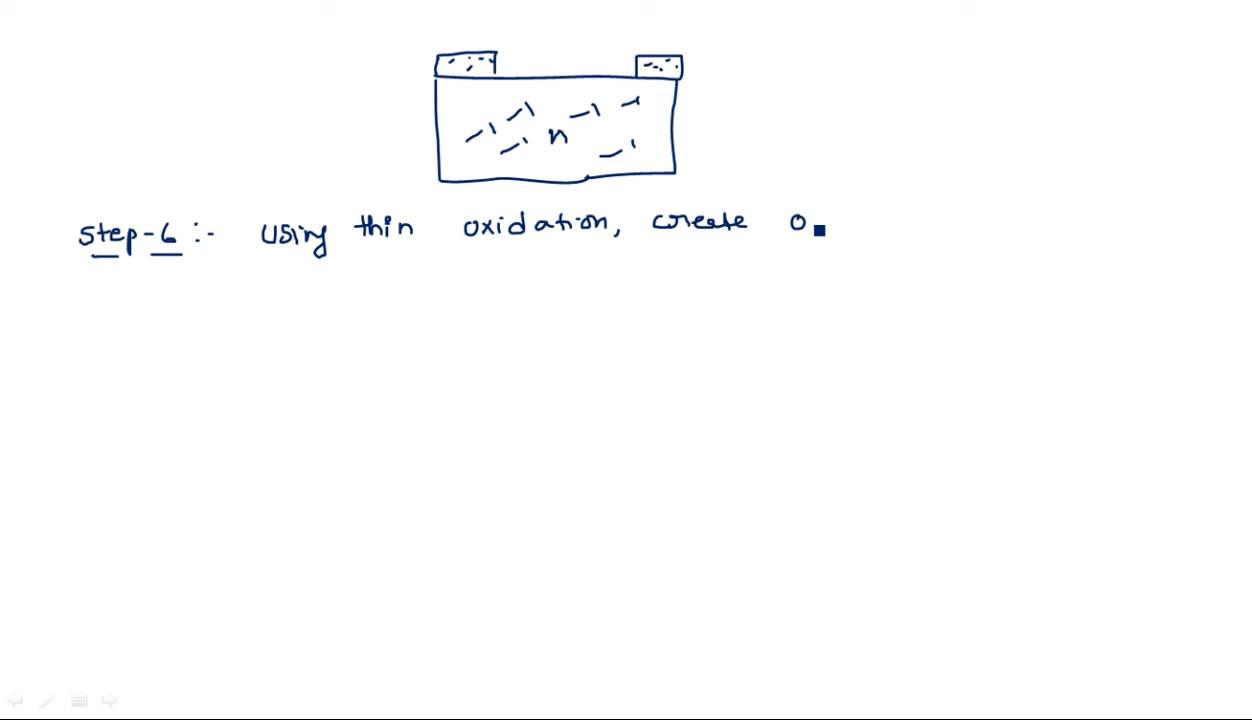 n
Step-6 :- Using thin oxidation, create o